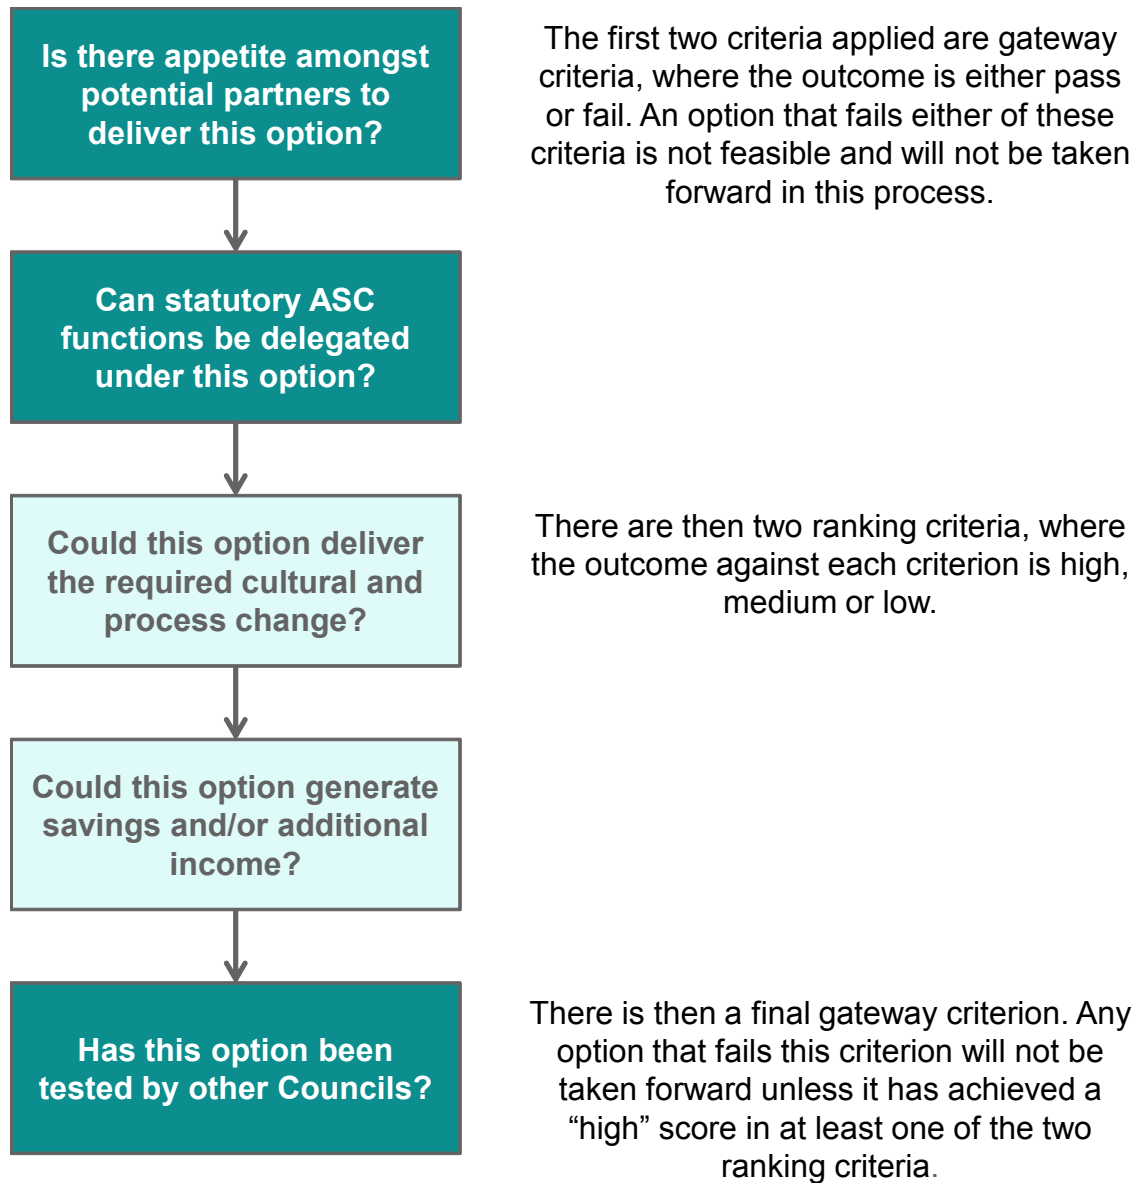 Is there appetite amongst
potential partners to
deliver this option?
The first two criteria applied are gateway
criteria, where the outcome is either pass
or fail. An option that fails either of these
criteria is not feasible and will not be taken
forward in this process.
Can statutory ASC
functions be delegated
under this option?
Could this option deliver
the required cultural and
process change?
There are then two ranking criteria, where
the outcome against each criterion is high,
medium or low.
Could this option generate
savings and/or additional
income?
Has this option been
tested by other Councils?
There is then a final gateway criterion. Any
option that fails this criterion will not be
taken forward unless it has achieved a
“high” score in at least one of the two
ranking criteria.